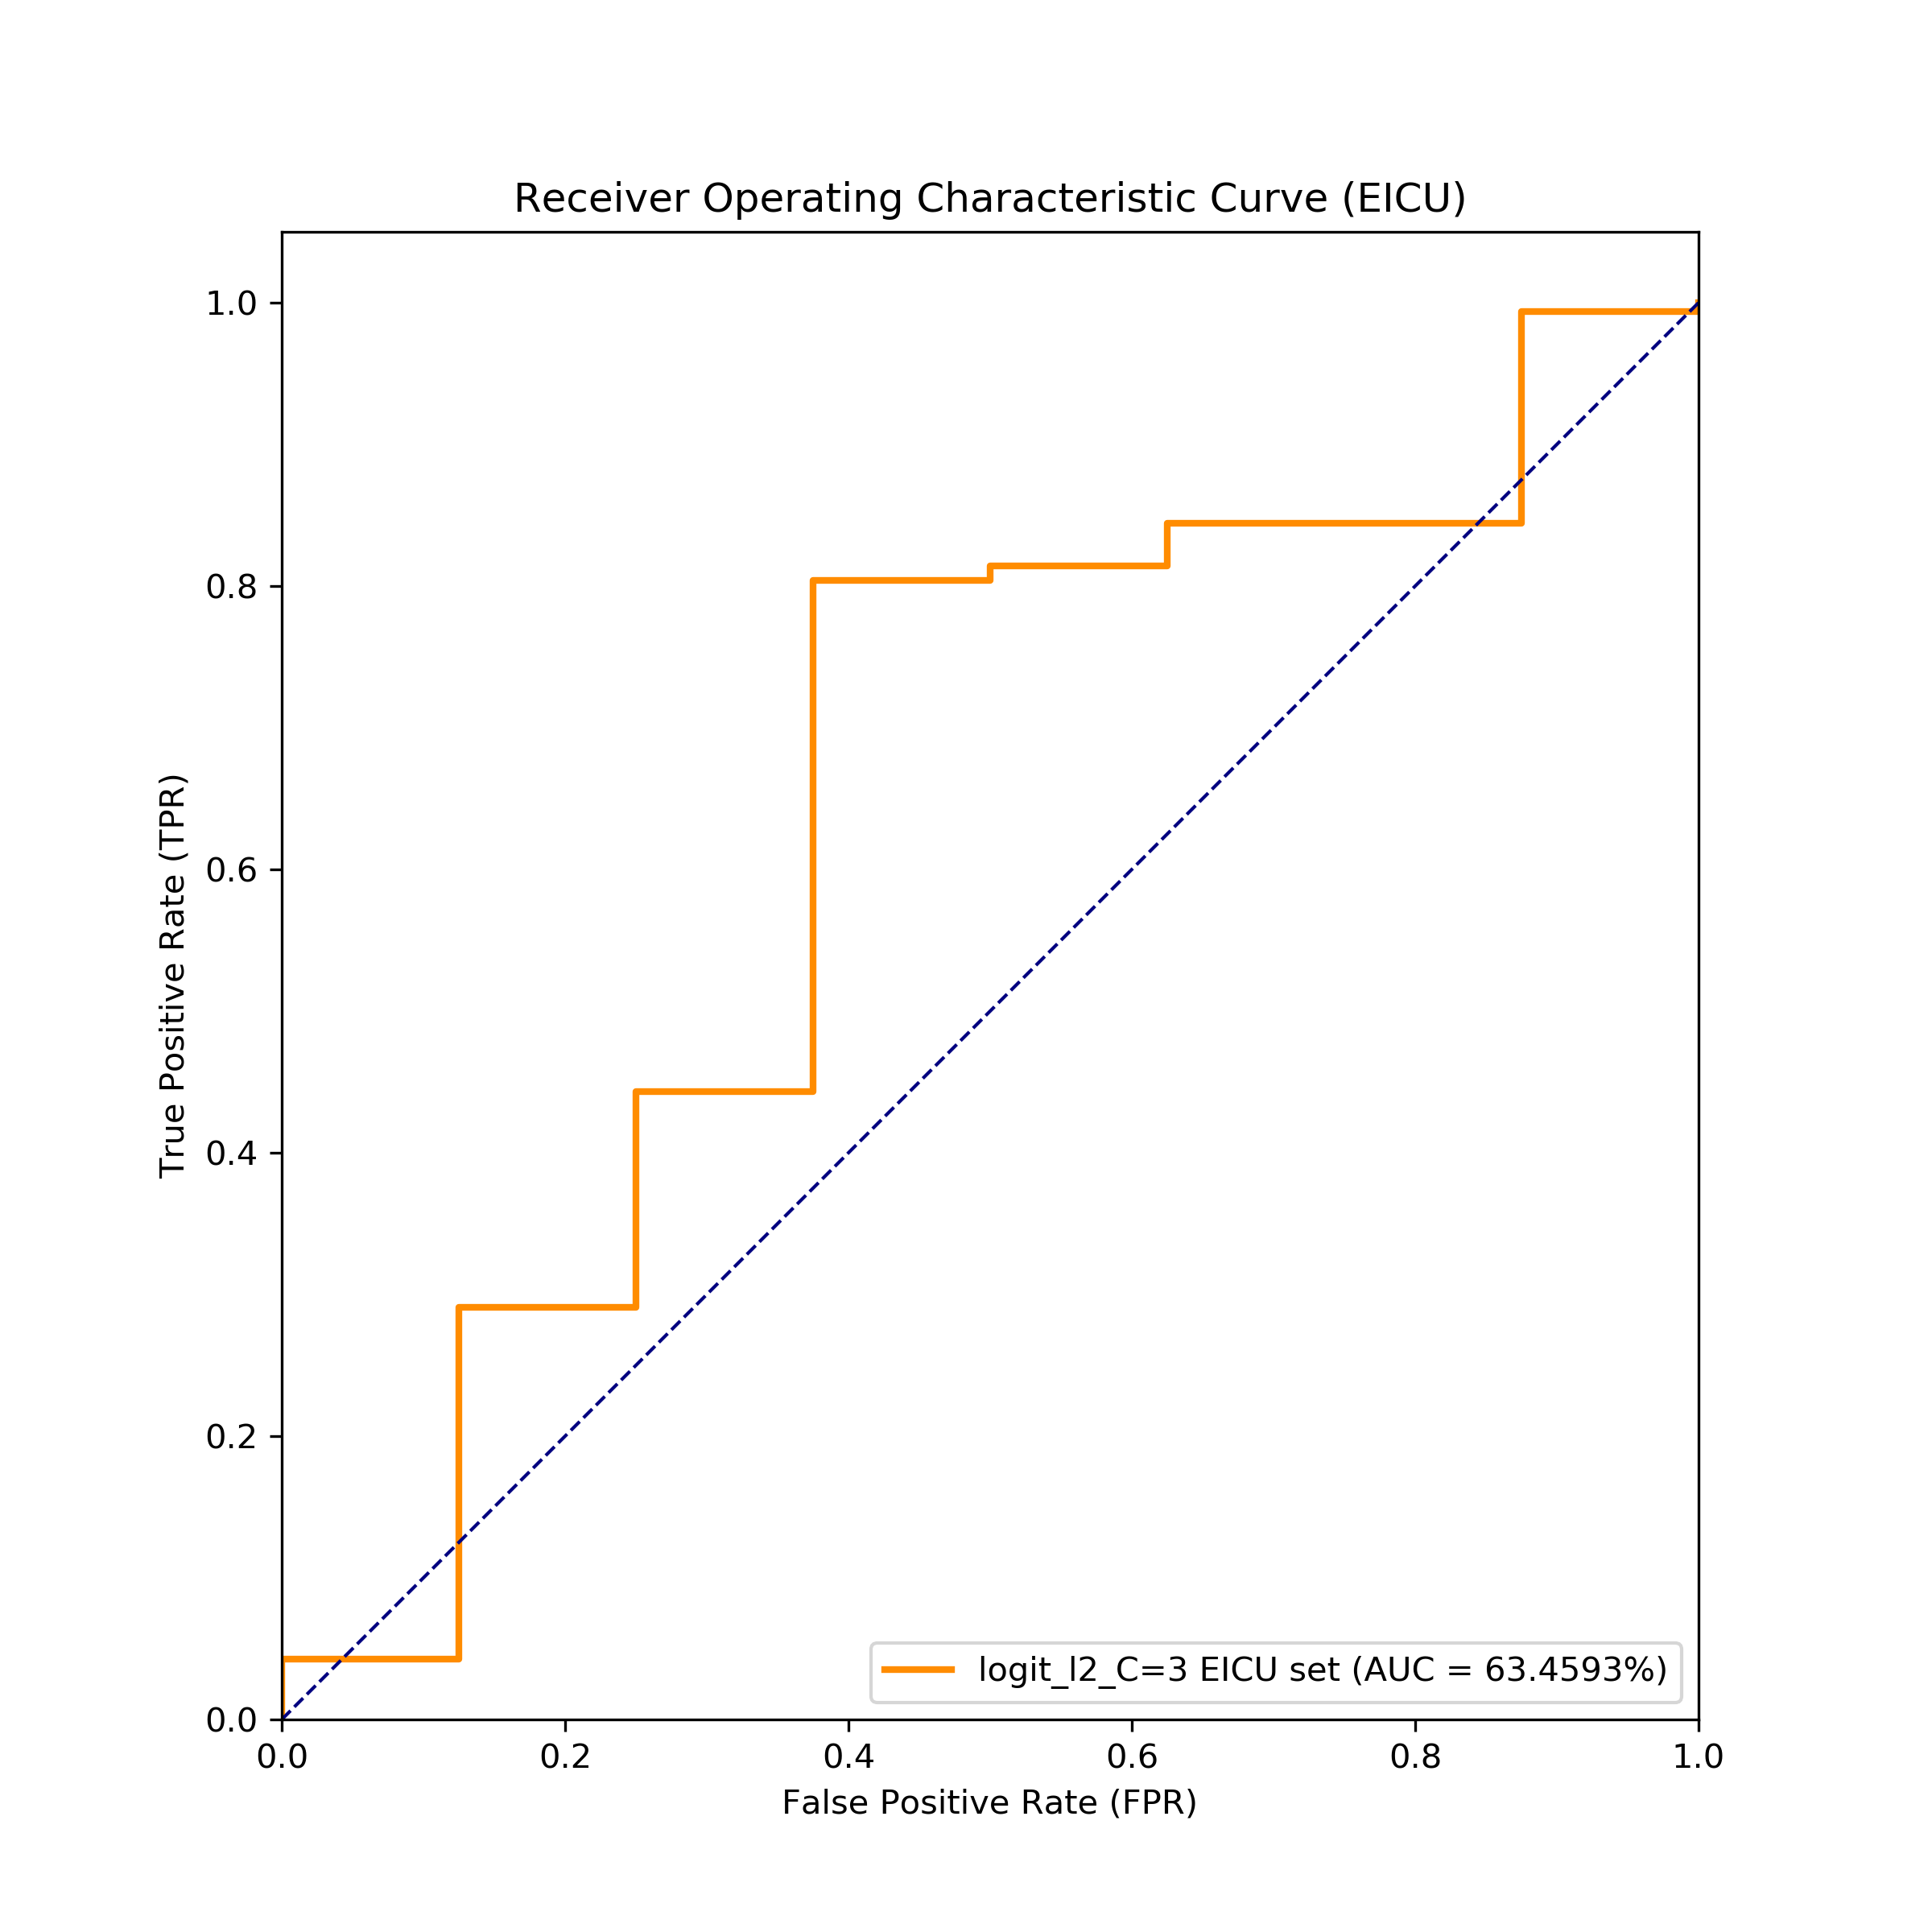 Receiver Operating Characteristic Curve (EICU)
True Positive Rate (TPR)
1.0
0.8
0.6
0.4
0.2
0.0
logit_l2_C=3 EICU set (AUC = 63.4593%)
0.0 0.2 0.4 0.6 0.8 1.0
False Positive Rate (FPR)